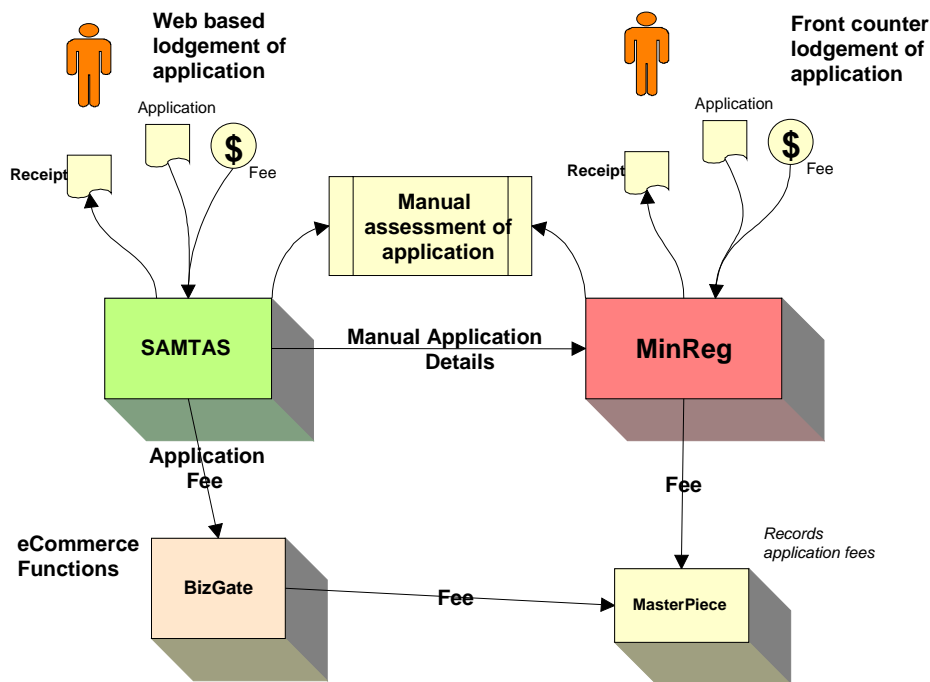 Web based
lodgement of
application
Front counter
lodgement of
application
Application
$
Fee
Receipt
Application
$
Fee
Receipt
Manual
assessment of
application
SAMTAS
Manual Application
Details
MinReg
Application
Fee
Fee
eCommerce
Functions
BizGate
Fee
Records
application fees
MasterPiece